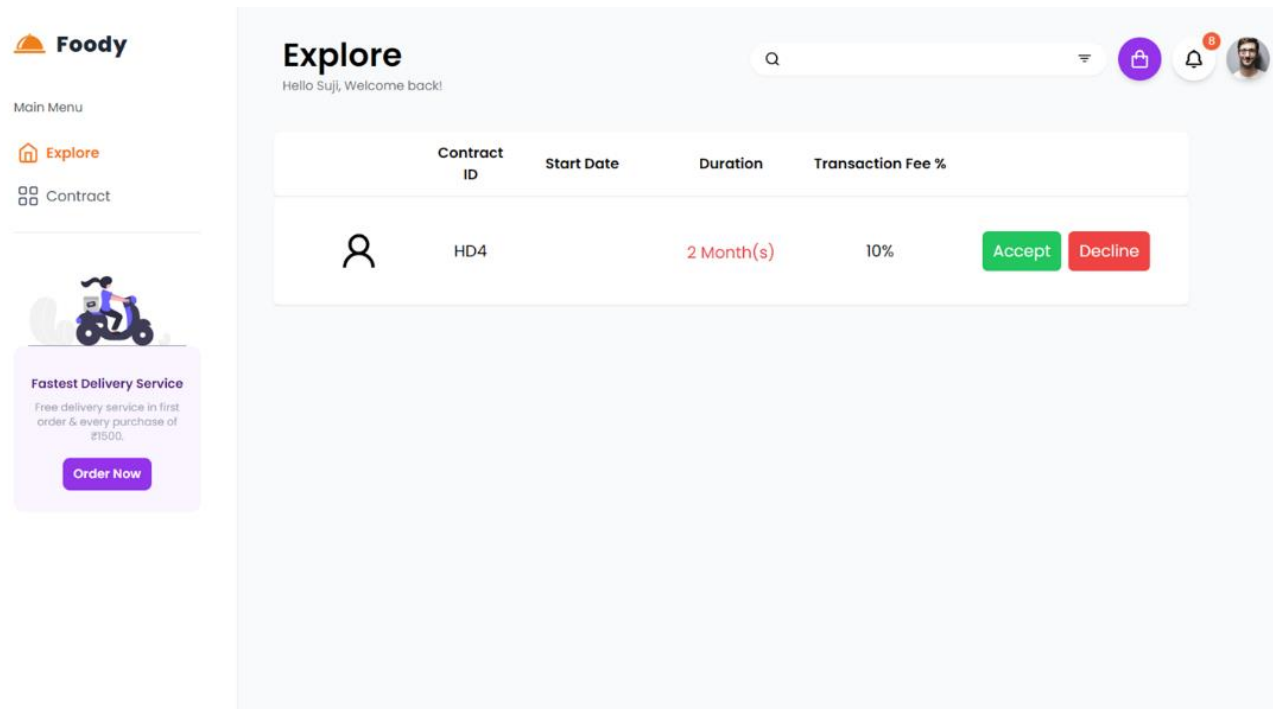 Foody
Main Menu
Explore
Contract
Fastest Delivery Service
Free delivery service in first
order & every purchase of
₹1500.
Order Now
Explore
Hello Suji, Welcome back!
8
Contract
ID
Start Date
Duration
Transaction Fee %
HD4
2 Month(s)
10%
Accept
Decline